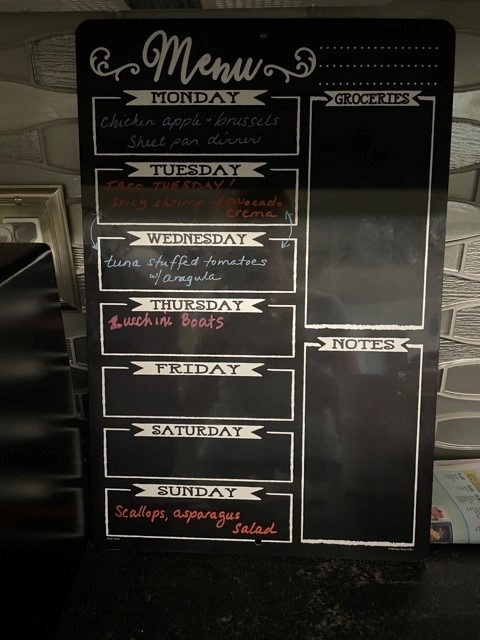 Menu
MONDAY
chicken apple - brussels
Sheet pan dinner
TUESDAY
TACO TUESDAY!
spicy shrimp w/ avocado
crema
WEDNESDAY
tuna stuffed tomatoes
w/ arugula
THURSDAY
Zucchini Boats
FRIDAY
SATURDAY
SUNDAY
Scallops, asparagus
salad
GROCERIES
NOTES